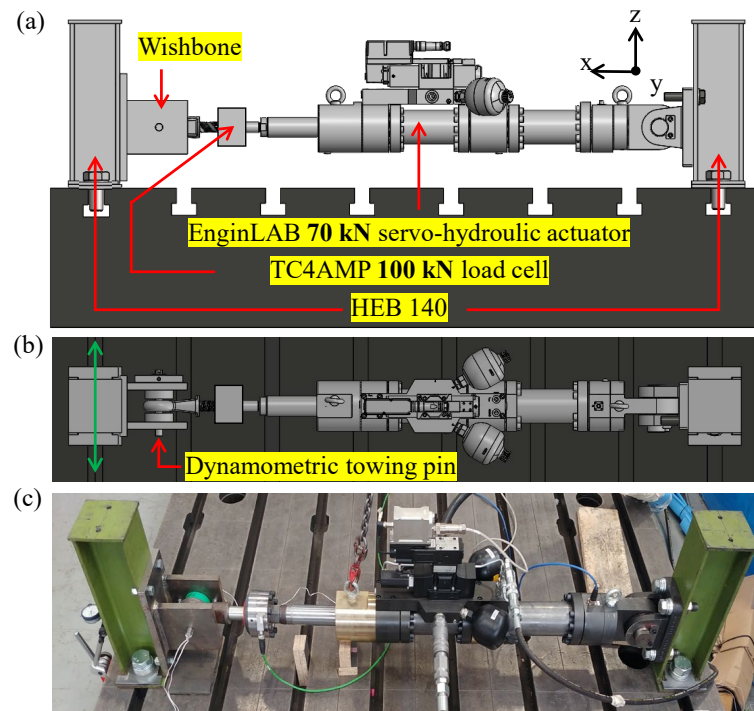 (a)
Wishbone
z
x
y
EnginLAB 70 kN servo-hydroulic actuator
TC4AMP 100 kN load cell
HEB 140
(b)
Dynamometric towing pin
(c)